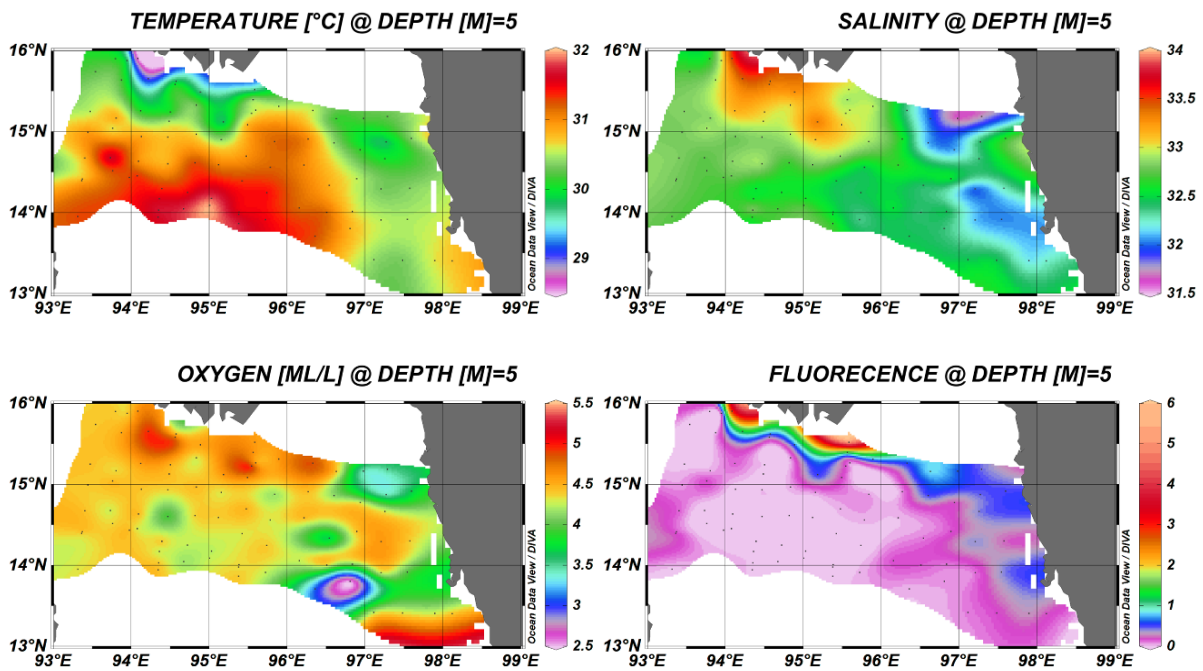 TEMPERATURE [°C] @ DEPTH [M]=5
16°N
15°N
14°N
13°N
93°E 94°E 95°E 96°E 97°E 98°E 99°E
32
31
30
29
Ocean Data View / DIVA
SALINITY @ DEPTH [M]=5
16°N
15°N
14°N
13°N
93°E 94°E 95°E 96°E 97°E 98°E 99°E
34
33.5
33
32.5
32
31.5
Ocean Data View / DIVA
OXYGEN [ML/L] @ DEPTH [M]=5
16°N
15°N
14°N
13°N
93°E 94°E 95°E 96°E 97°E 98°E 99°E
5.5
5
4.5
4
3.5
3
2.5
Ocean Data View / DIVA
FLUORECENCE @ DEPTH [M]=5
16°N
15°N
14°N
13°N
93°E 94°E 95°E 96°E 97°E 98°E 99°E
6
5
4
3
2
1
0
Ocean Data View / DIVA